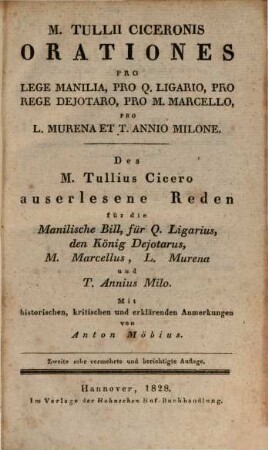 M. TULLII CICERONIS
ORATIONES
PRO
LEGE MANILIA, PRO Q. LIGARIO, PRO
REGE DEJOTARO, PRO M. MARCELLO,
PRO
L. MURENA ET T. ANNIO MILONE.
Des
M. Tullius Cicero
auserlesene Reden
für die
Manilische Bill, für Q. Ligarius,
den König Dejotarus,
M. Marcellus, L. Murena
und
T. Annius Milo.
Mit
historischen, kritischen und erklärenden Anmerkungen
von
Anton Möbius.
Zweite sehr vermehrte und berichtigte Auflage.
Hannover, 1828.
Im Verlage der Hahnschen Hof-Buchhandlung.